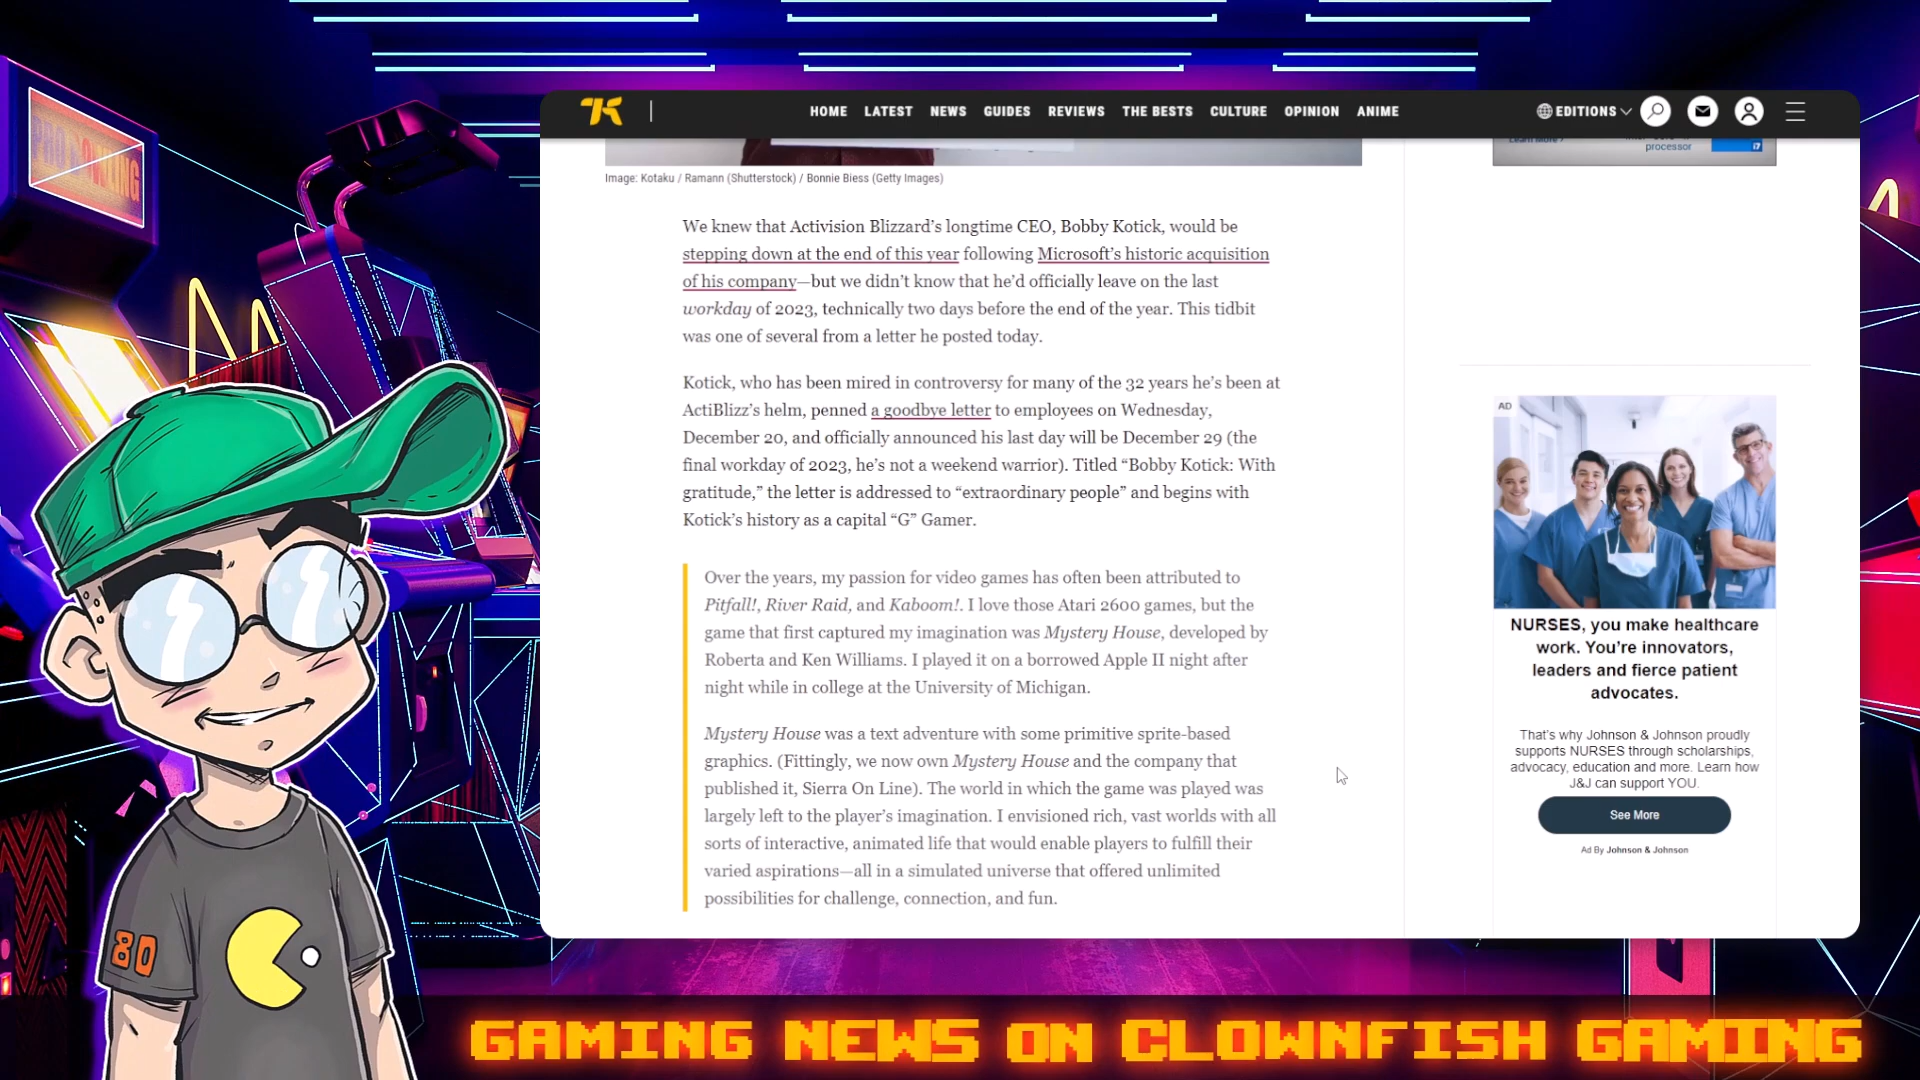 HOME LATEST NEWS GUIDES REVIEWS THE BESTS CULTURE OPINION ANIME
EDITIONS
processor
i7
Image: Kotaku / Ramann (Shutterstock) / Bonnie Biess (Getty Images)
We knew that Activision Blizzard’s longtime CEO, Bobby Kotick, would be
stepping down at the end of this year following Microsoft’s historic acquisition
of his company—but we didn’t know that he’d officially leave on the last
workday of 2023, technically two days before the end of the year. This tidbit
was one of several from a letter he posted today.
Kotick, who has been mired in controversy for many of the 32 years he’s been at
ActiBlizz’s helm, penned a goodbye letter to employees on Wednesday,
December 20, and officially announced his last day will be December 29 (the
final workday of 2023, he’s not a weekend warrior). Titled “Bobby Kotick: With
gratitude,” the letter is addressed to “extraordinary people” and begins with
Kotick’s history as a capital “G” Gamer.
Over the years, my passion for video games has often been attributed to
Pitfall!, River Raid, and Kaboom!. I love those Atari 2600 games, but the
game that first captured my imagination was Mystery House, developed by
Roberta and Ken Williams. I played it on a borrowed Apple II night after
night while in college at the University of Michigan.
Mystery House was a text adventure with some primitive sprite-based
graphics. (Fittingly, we now own Mystery House and the company that
published it, Sierra On Line). The world in which the game was played was
largely left to the player’s imagination. I envisioned rich, vast worlds with all
sorts of interactive, animated life that would enable players to fulfill their
varied aspirations—all in a simulated universe that offered unlimited
possibilities for challenge, connection, and fun.
AD
NURSES, you make healthcare
work. You’re innovators,
leaders and fierce patient
advocates.
That’s why Johnson & Johnson proudly
supports NURSES through scholarships,
advocacy, education and more. Learn how
J&J can support YOU.
See More
Ad By Johnson & Johnson
80
GAMING NEWS ON CLOWNFISH GAMING